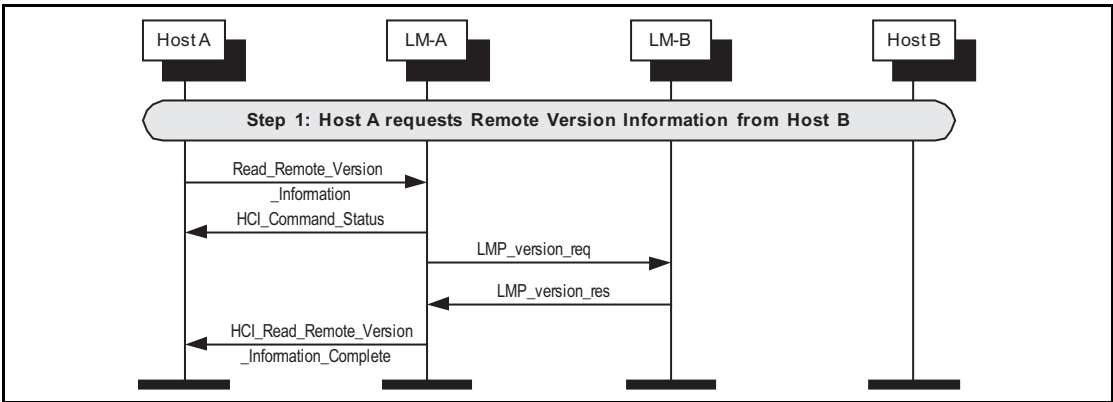 Host A
LM-A
LM-B
Host B
Step 1: Host A requests Remote Version Information from Host B
Read_Remote_Version
_Information
HCI_Command_Status
LMP_version_req
LMP_version_res
HCI_Read_Remote_Version
_Information_Complete